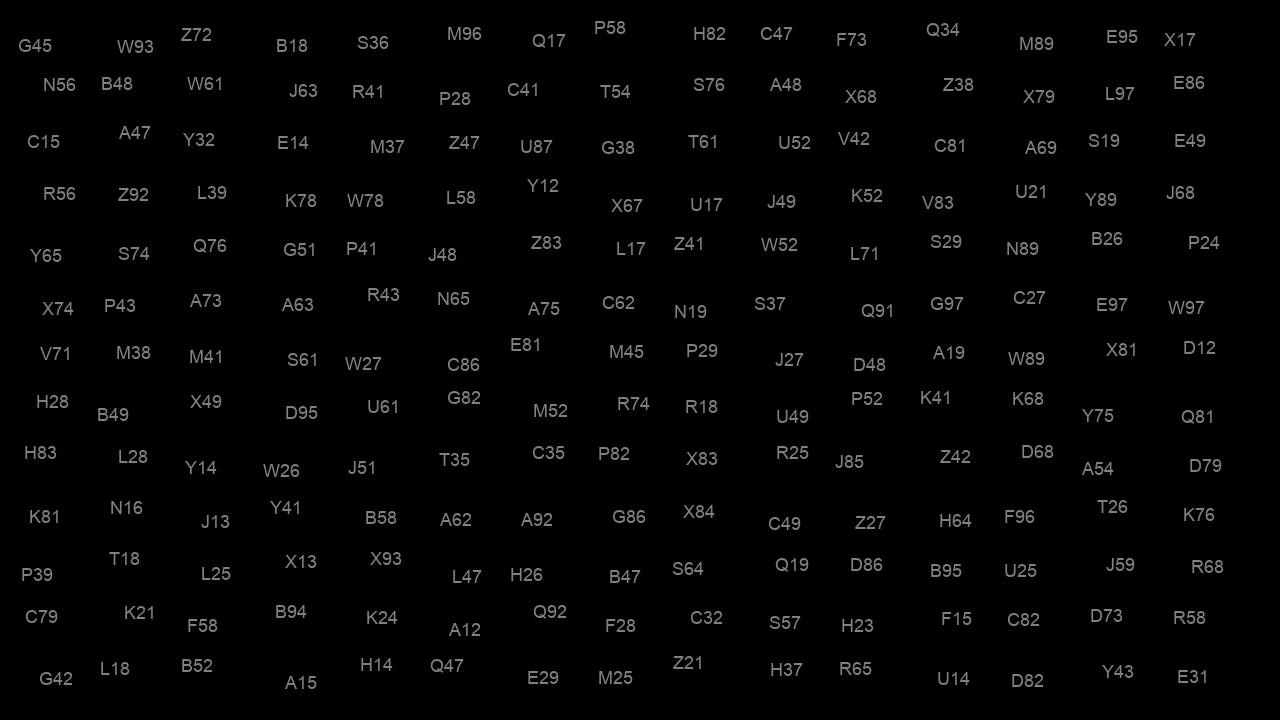 G45 W93 Z72 B18 S36 M96 Q17 P58 H82 C47 F73 Q34 M89 E95 X17
N56 B48 W61 J63 R41 P28 C41 T54 S76 A48 X68 Z38 X79 L97 E86
C15 A47 Y32 E14 M37 Z47 U87 G38 T61 U52 V42 C81 A69 S19 E49
R56 Z92 L39 K78 W78 L58 Y12 X67 U17 J49 K52 V83 U21 Y89 J68
Y65 S74 Q76 G51 P41 J48 Z83 L17 Z41 W52 L71 S29 N89 B26 P24
X74 P43 A73 A63 R43 N65 A75 C62 N19 S37 Q91 G97 C27 E97 W97
V71 M38 M41 S61 W27 C86 E81 M45 P29 J27 D48 A19 W89 X81 D12
H28 B49 X49 D95 U61 G82 M52 R74 R18 U49 P52 K41 K68 Y75 Q81
H83 L28 Y14 W26 J51 T35 C35 P82 X83 R25 J85 Z42 D68 A54 D79
K81 N16 J13 Y41 B58 A62 A92 G86 X84 C49 Z27 H64 F96 T26 K76
P39 T18 L25 X13 X93 L47 H26 B47 S64 Q19 D86 B95 U25 J59 R68
C79 K21 F58 B94 K24 A12 Q92 F28 C32 S57 H23 F15 C82 D73 R58
G42 L18 B52 A15 H14 Q47 E29 M25 Z21 H37 R65 U14 D82 Y43 E31